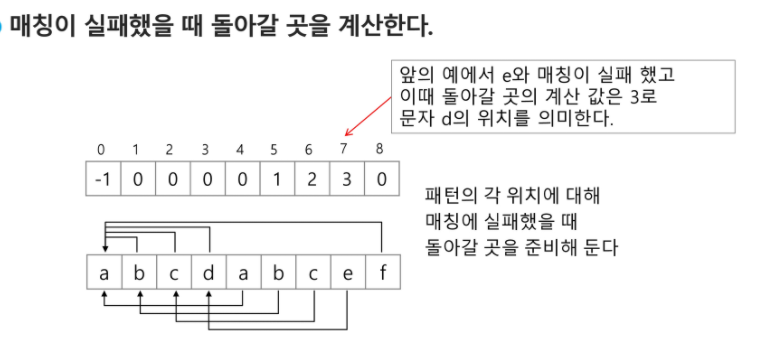 매칭이 실패했을 때 돌아갈 곳을 계산한다.
앞의 예에서 e와 매칭이 실패 했고
이때 돌아갈 곳의 계산 값은 3로
문자 d의 위치를 의미한다.
0 1 2 3 4 5 6 7 8
-1 0 0 0 0 1 2 3 0
패턴의 각 위치에 대해
매칭에 실패했을 때
돌아갈 곳을 준비해 둔다
a b c d a b c e f